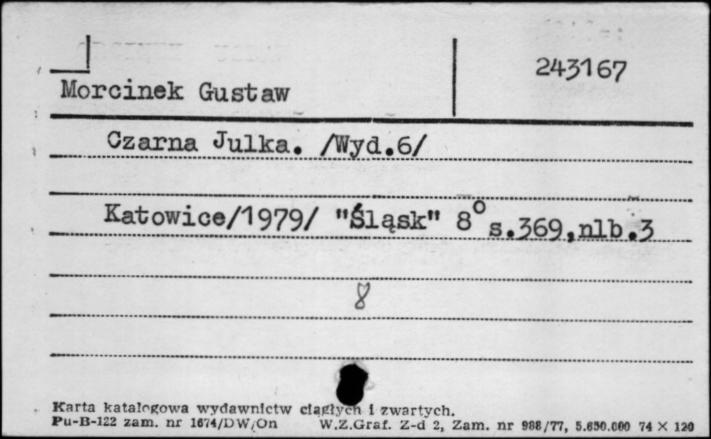 243167
Morcinek Gustaw
Czarna Julka. /Wyd.6/
Katowice/1979/ "Śląsk" 8° s.369,nlb.3
8
Karta katalogowa wydawnictw ciągłych i zwartych.
Pu-B-122 zam. nr 1674/DW/On W.Z.Graf. Z-d 2, Zam. nr 988/77, 5.650.000 74 X 120